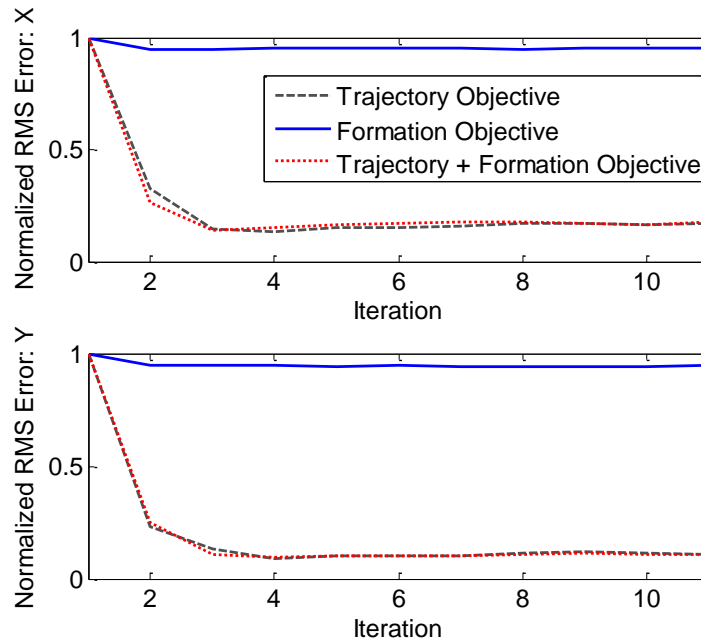 Normalized RMS Error: X
1
0.5
0
Trajectory Objective
Formation Objective
Trajectory + Formation Objective
2 4 6 8 10
Iteration
Normalized RMS Error: Y
1
0.5
0
2 4 6 8 10
Iteration